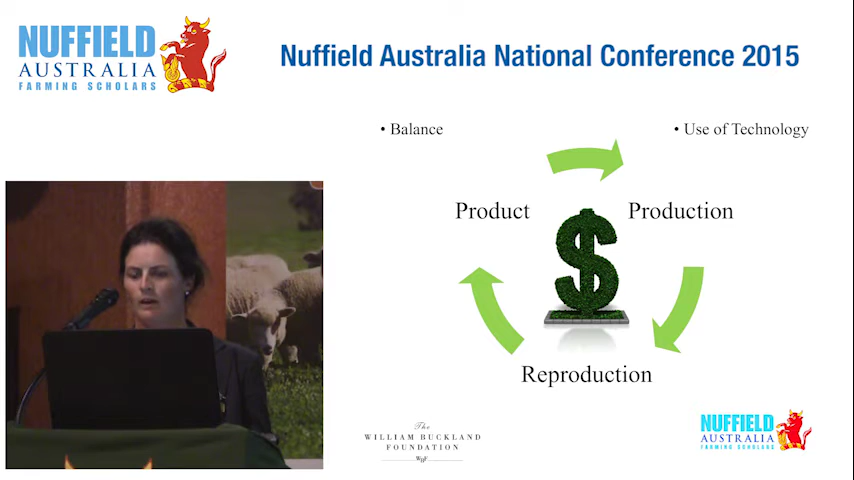 NUFFIELD
AUSTRALIA
FARMING SCHOLARS
Nuffield Australia National Conference 2015
• Balance
• Use of Technology
Product
Production
$
Reproduction
The
WILLIAM BUCKLAND
FOUNDATION
NUFFIELD
AUSTRALIA
FARMING SCHOLARS